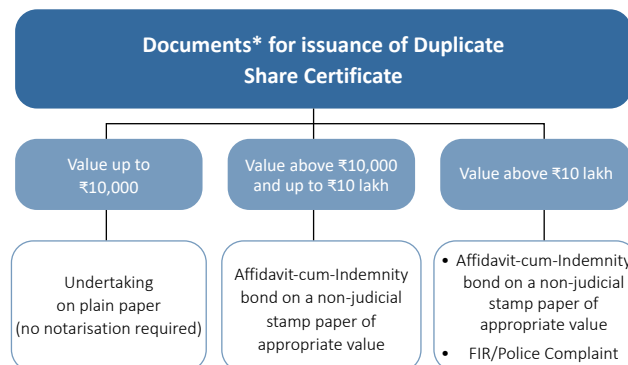 Documents* for issuance of Duplicate
Share Certificate
Value up to
₹10,000
Value above ₹10,000
and up to ₹10 lakh
Value above ₹10 lakh
Undertaking
on plain paper
(no notarisation required)
Affidavit-cum-Indemnity
bond on a non-judicial
stamp paper of
appropriate value
• Affidavit-cum-Indemnity
bond on a non-judicial
stamp paper of
appropriate value
• FIR/Police Complaint